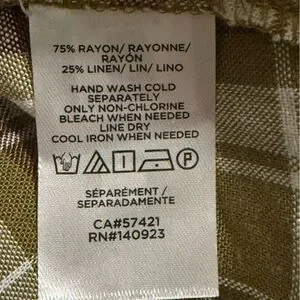 75% RAYON/ RAYONNE/
RAYÓN
25% LINEN/ LIN/ LINO
HAND WASH COLD
SEPARATELY
ONLY NON-CHLORINE
BLEACH WHEN NEEDED
LINE DRY
COOL IRON WHEN NEEDED
P
SÉPARÉMENT /
SEPARADAMENTE
CA#57421
RN#140923